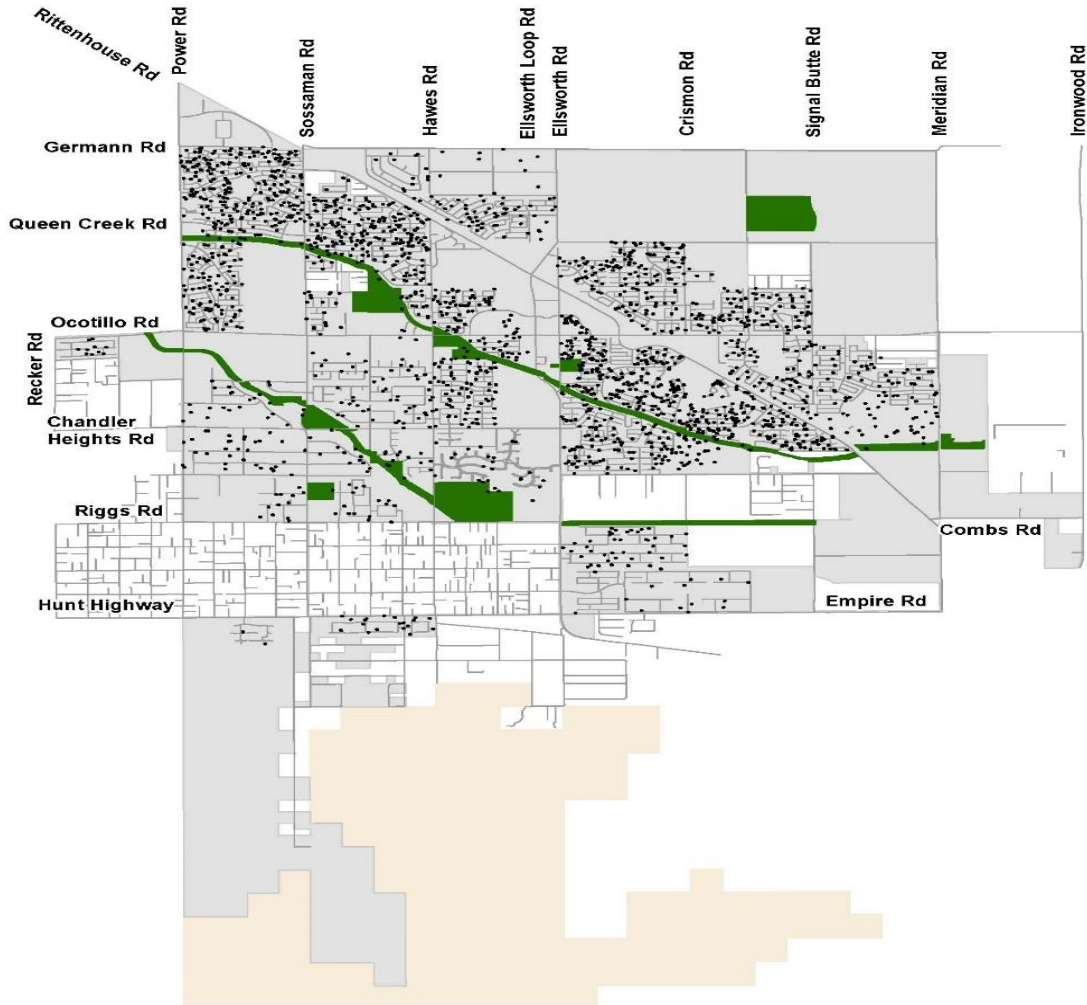 Rittenhouse Rd
Power Rd
Sossaman Rd
Hawes Rd
Ellsworth Loop Rd
Ellsworth Rd
Crismon Rd
Signal Butte Rd
Meridian Rd
Ironwood Rd
Germann Rd
Queen Creek Rd
Ocotillo Rd
Recker Rd
Chandler
Heights Rd
Riggs Rd
Combs Rd
Hunt Highway
Empire Rd